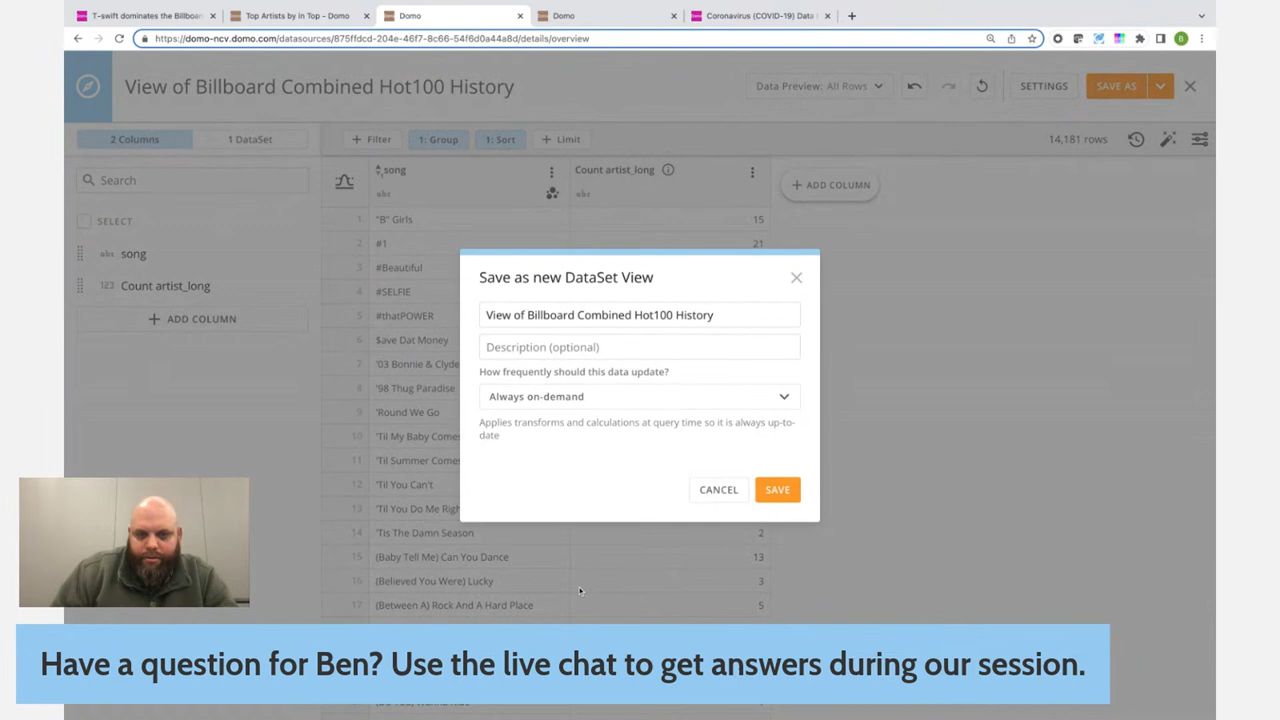 T-swift dominates the Billboar
Top Artists by in Top - Domo
Domo
Domo
Coronavirus (COVID-19) Data
https://domo-ncv.domo.com/datasources/875ffdcd-204e-46f7-8c66-54f6d0a44a8d/details/overview
B
View of Billboard Combined Hot100 History
Data Preview: All Rows
SETTINGS
SAVE AS
2 Columns
1 DataSet
+ Filter
1: Group
1: Sort
+ Limit
14,181 rows
Search
SELECT
abc song
123 Count artist_long
+ ADD COLUMN
song
abc
Count artist_long
abc
+ ADD COLUMN
1 "B" Girls 15
2 #1 21
3 #Beautiful
4 #SELFIE
5 #thatPOWER
6 $ave Dat Money
7 '03 Bonnie & Clyde
8 '98 Thug Paradise
9 'Round We Go
10 'Til My Baby Comes
11 'Til Summer Comes
12 'Til You Can't
13 'Til You Do Me Righ
14 'Tis The Damn Season 2
15 (Baby Tell Me) Can You Dance 13
16 (Believed You Were) Lucky 3
17 (Between A) Rock And A Hard Place 5
Save as new DataSet View
View of Billboard Combined Hot100 History
Description (optional)
How frequently should this data update?
Always on-demand
Applies transforms and calculations at query time so it is always up-to-
date
CANCEL
SAVE
Have a question for Ben? Use the live chat to get answers during our session.